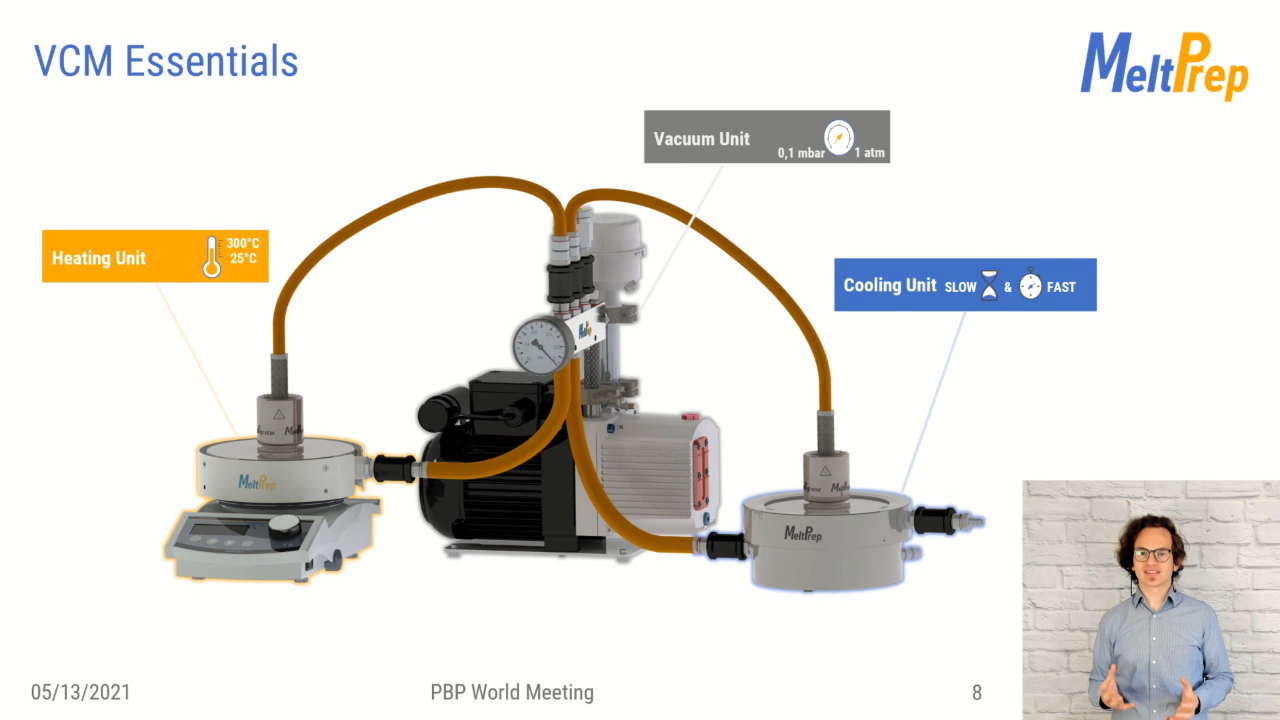 VCM Essentials
MeltPrep
Vacuum Unit
0,1 mbar
1 atm
Heating Unit
300°C
25°C
Cooling Unit SLOW & FAST
MeltPrep
MeltPrep
MeltPrep
05/13/2021
PBP World Meeting
8